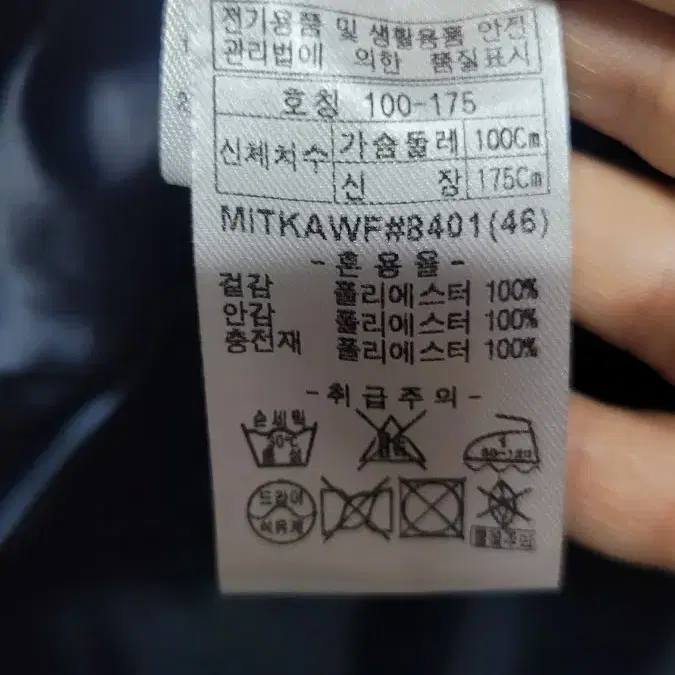 전기용품 및 생활용품 안전
관리법에 의한 품질표시
호칭 100-175
신체치수 가슴둘레 100Cm
신 장 175Cm
MITKAWF#8401(46)
- 혼 용 율 -
겉감 폴리에스터 100%
안감 폴리에스터 100%
충전재 폴리에스터 100%
- 취 급 주 의 -
손세탁
30℃
중성
드라이
석유계